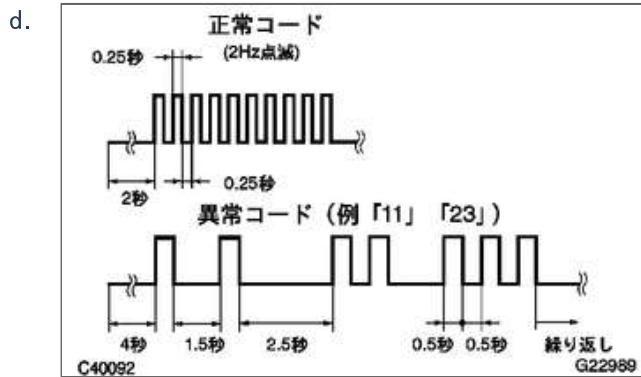 d.
正常コード
(2Hz点滅)
0.25秒
0.25秒
2秒
異常コード（例「11」「23」）
4秒
1.5秒
2.5秒
0.5秒
0.5秒
繰り返し
C40092
G22989